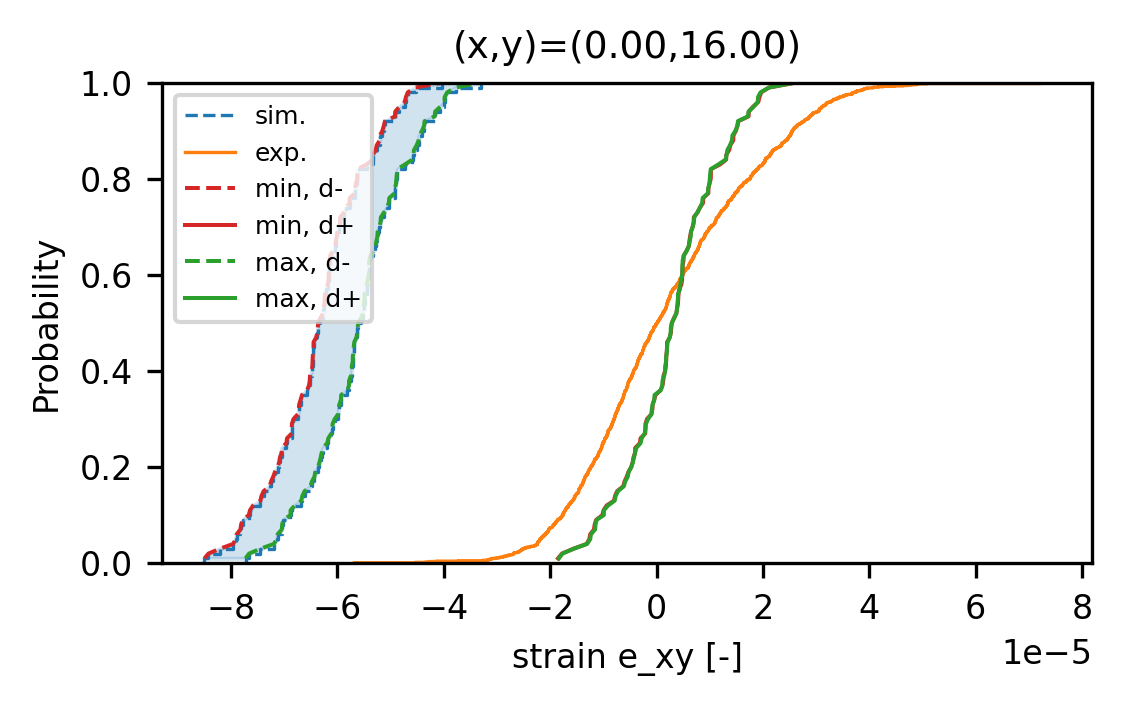 (x,y)=(0.00,16.00)
1.0
0.8
0.6
0.4
0.2
0.0
Probability
sim.
exp.
min, d-
min, d+
max, d-
max, d+
−8 −6 −4 −2 0 2 4 6 8
1e−5
strain e_xy [-]